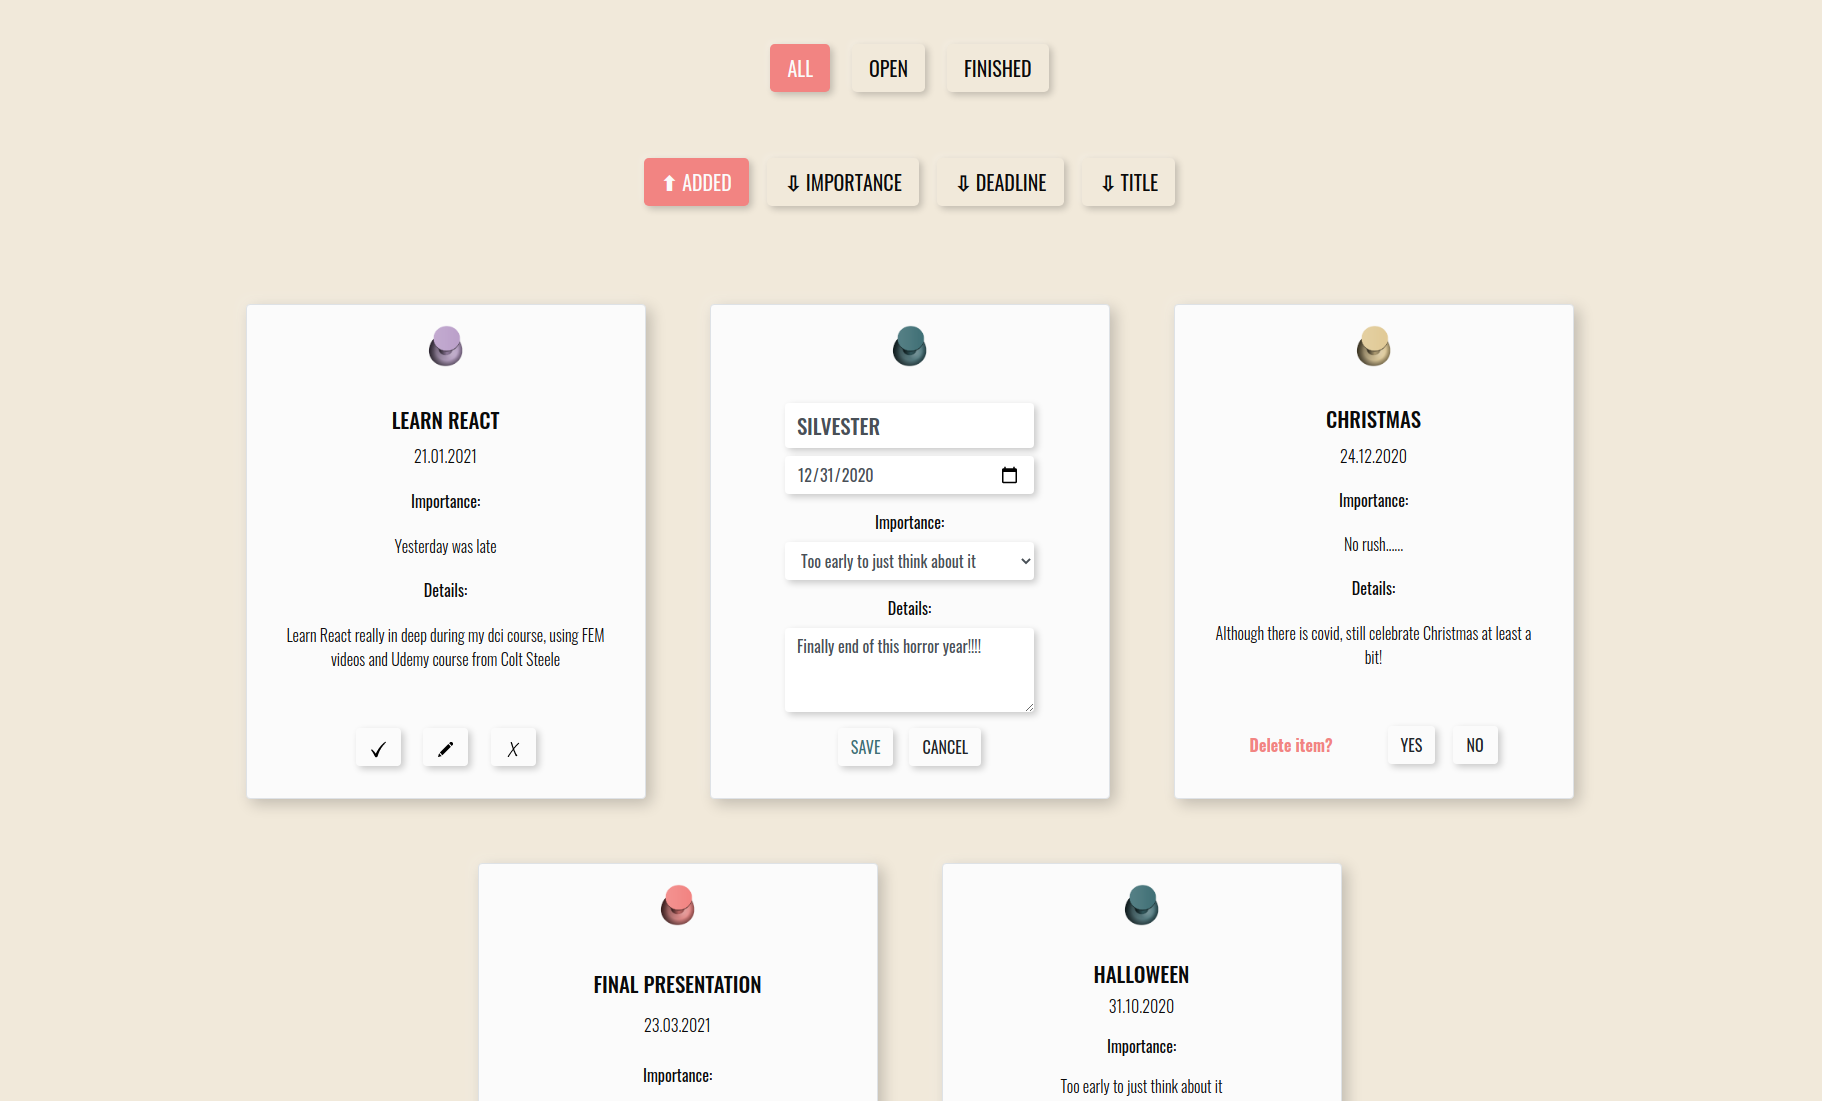 ALL OPEN FINISHED
⬆ ADDED ⇩ IMPORTANCE ⇩ DEADLINE ⇩ TITLE
LEARN REACT
21.01.2021
Importance:
Yesterday was late
Details:
Learn React really in deep during my dci course, using FEM
videos and Udemy course from Colt Steele
✓ X
SILVESTER
12/31/2020
Importance:
Too early to just think about it
Details:
Finally end of this horror year!!!!
SAVE CANCEL
CHRISTMAS
24.12.2020
Importance:
No rush......
Details:
Although there is covid, still celebrate Christmas at least a
bit!
Delete item? YES NO
FINAL PRESENTATION
23.03.2021
Importance:
HALLOWEEN
31.10.2020
Importance:
Too early to just think about it